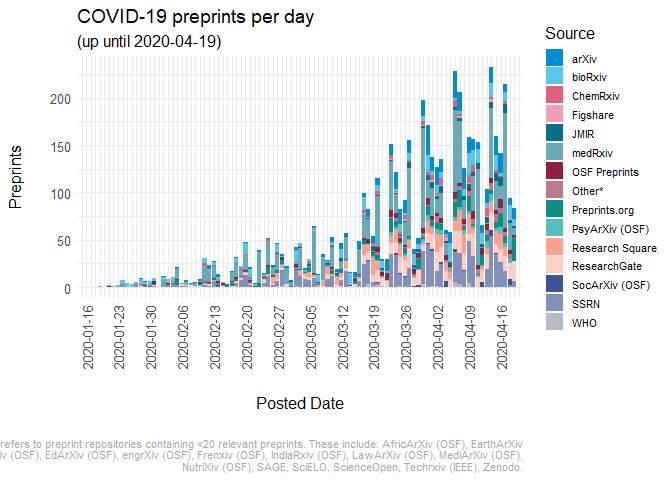 COVID-19 preprints per day
(up until 2020-04-19)
Preprints
200
150
100
50
0
2020-01-16
2020-01-23
2020-01-30
2020-02-06
2020-02-13
2020-02-20
2020-02-27
2020-03-05
2020-03-12
2020-03-19
2020-03-26
2020-04-02
2020-04-09
2020-04-16
Posted Date
Source
arXiv
bioRxiv
ChemRxiv
Figshare
JMIR
medRxiv
OSF Preprints
Other*
Preprints.org
PsyArXiv (OSF)
Research Square
ResearchGate
SocArXiv (OSF)
SSRN
WHO
refers to preprint repositories containing <20 relevant preprints. These include: AfricArXiv (OSF), EarthArXiv
(OSF), EdArXiv (OSF), engrXiv (OSF), Frenxiv (OSF), IndiaRxiv (OSF), LawArXiv (OSF), MediArXiv (OSF),
NutriXiv (OSF), SAGE, SciELO, ScienceOpen, Techrxiv (IEEE), Zenodo.